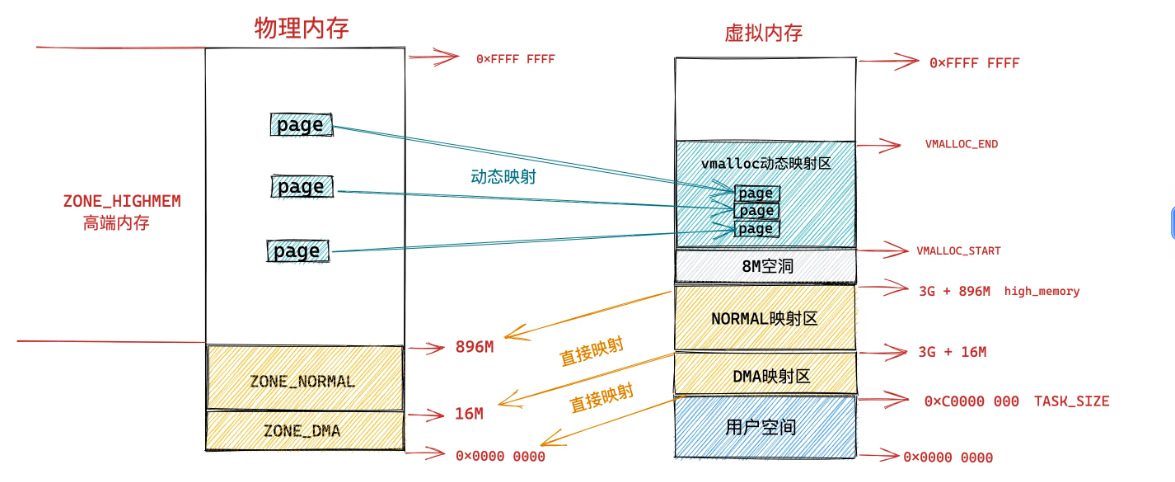 物理内存
虚拟内存
0×FFFF FFFF
0×FFFF FFFF
page
VMALLOC_END
vmalloc动态映射区
动态映射
page
page
page
page
ZONE_HIGHMEM
高端内存
page
VMALLOC_START
8M空洞
3G + 896M high_memory
NORMAL映射区
896M
直接映射
3G + 16M
ZONE_NORMAL
DMA映射区
直接映射
0×C0000 000 TASK_SIZE
16M
ZONE_DMA
用户空间
0×0000 0000
0×0000 0000